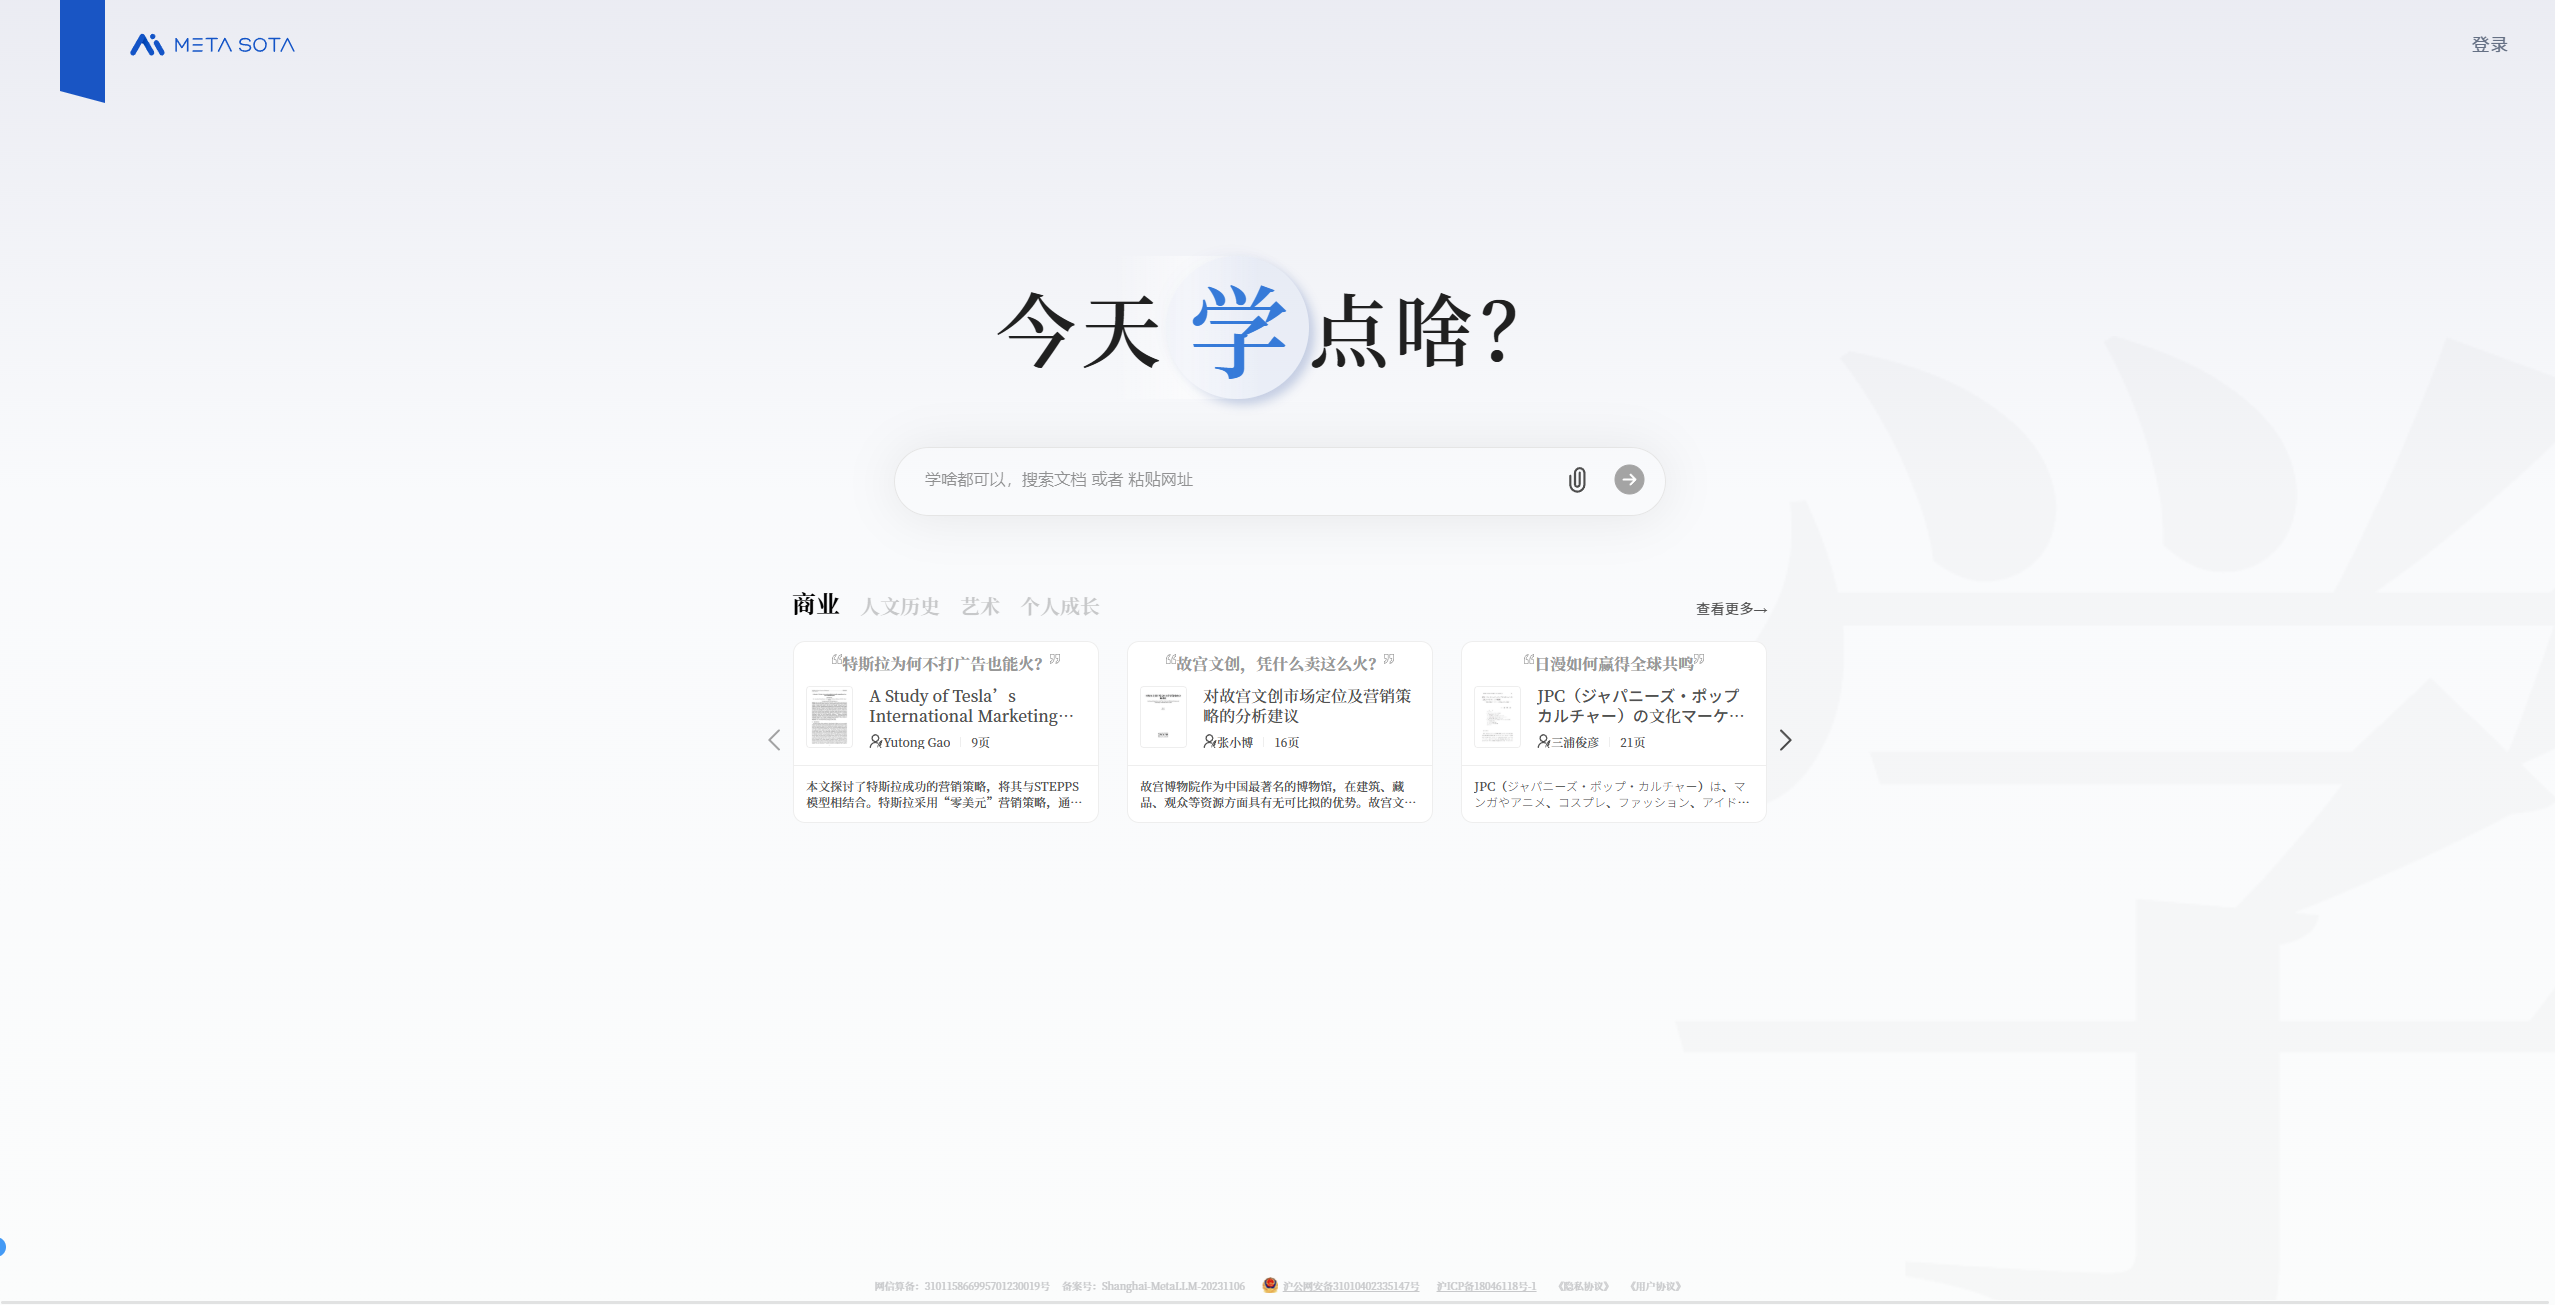 META SOTA
登录
今天 学 点啥？
学啥都可以，搜索文档 或者 粘贴网址
商业 人文历史 艺术 个人成长
查看更多→
特斯拉为何不打广告也能火？
A Study of Tesla’s
International Marketing…
Yutong Gao 9页
本文探讨了特斯拉成功的营销策略，将其与STEPPS
模型相结合。特斯拉采用“零美元”营销策略，通…
故宫文创，凭什么卖这么火？
对故宫文创市场定位及营销策
略的分析建议
张小博 16页
故宫博物院作为中国最著名的博物馆，在建筑、藏
品、观众等资源方面具有无可比拟的优势。故宫文…
日漫如何赢得全球共鸣
JPC（ジャパニーズ・ポップ
カルチャー）の文化マーケ…
三浦俊彦 21页
JPC（ジャパニーズ・ポップ・カルチャー）は、マ
ンガやアニメ、コスプレ、ファッション、アイド…
网信算备：310115866995701230019号 备案号：Shanghai-MetaLLM-20231106 沪公网安备31010402335147号 沪ICP备18046118号-1 《隐私协议》 《用户协议》